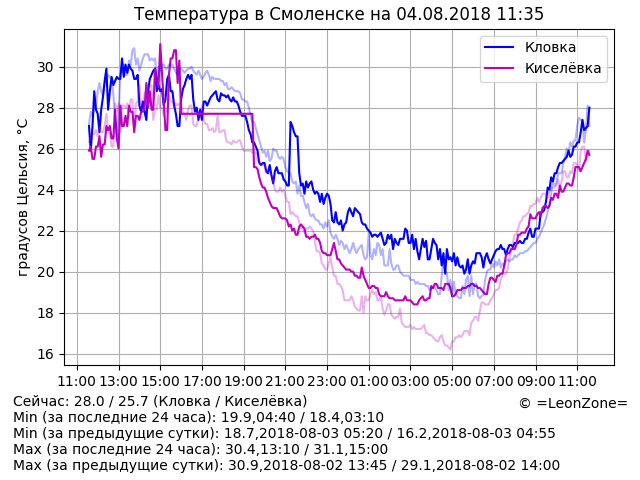 Температура в Смоленске на 04.08.2018 11:35
Кловка
Киселёвка
градусов Цельсия, °C
30
28
26
24
22
20
18
16
11:00 13:00 15:00 17:00 19:00 21:00 23:00 01:00 03:00 05:00 07:00 09:00 11:00
Сейчас: 28.0 / 25.7 (Кловка / Киселёвка)
© =LeonZone=
Min (за последние 24 часа): 19.9,04:40 / 18.4,03:10
Min (за предыдущие сутки): 18.7,2018-08-03 05:20 / 16.2,2018-08-03 04:55
Max (за последние 24 часа): 30.4,13:10 / 31.1,15:00
Max (за предыдущие сутки): 30.9,2018-08-02 13:45 / 29.1,2018-08-02 14:00